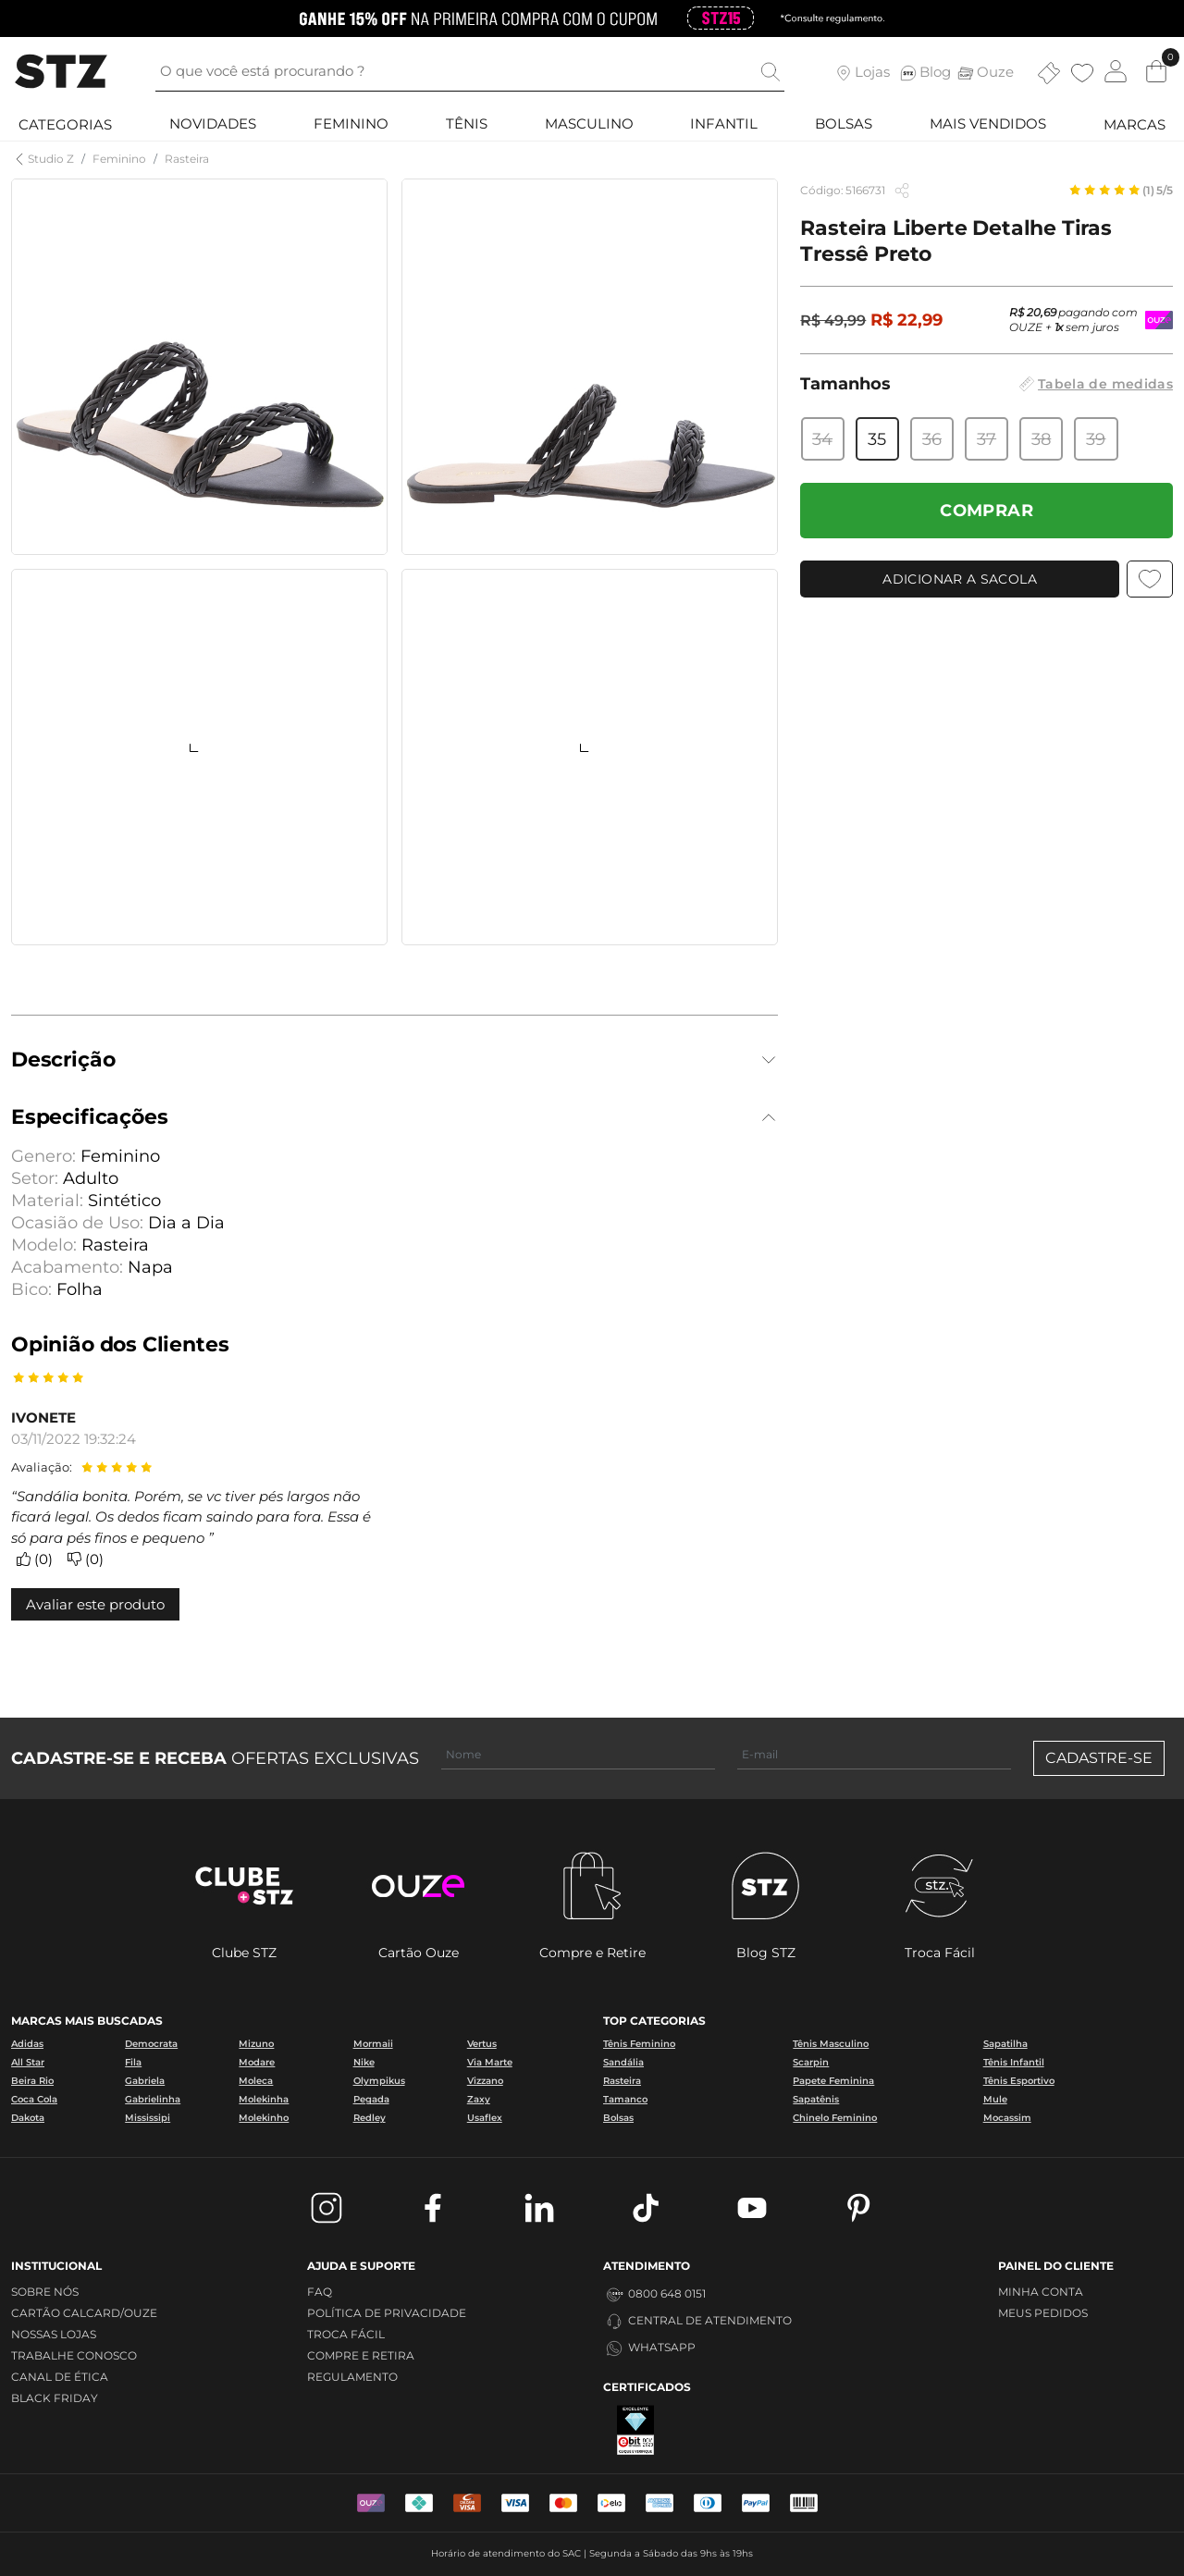 GANHE 15% OFF NA PRIMEIRA COMPRA COM O CUPOM STZ15 *Consulte regulamento.
STZ
O que você está procurando ?
Lojas Blog Ouze
0
CATEGORIAS NOVIDADES FEMININO TÊNIS MASCULINO INFANTIL BOLSAS MAIS VENDIDOS MARCAS
Studio Z / Feminino / Rasteira
Código: 5166731
(1) 5/5
Rasteira Liberte Detalhe Tiras
Tressê Preto
R$ 49,99 R$ 22,99
R$ 20,69 pagando com
OUZE + 1x sem juros
OUZE
Tamanhos
Tabela de medidas
34 35 36 37 38 39
COMPRAR
ADICIONAR A SACOLA
Descrição
Especificações
Genero: Feminino
Setor: Adulto
Material: Sintético
Ocasião de Uso: Dia a Dia
Modelo: Rasteira
Acabamento: Napa
Bico: Folha
Opinião dos Clientes
IVONETE
03/11/2022 19:32:24
Avaliação:
“Sandália bonita. Porém, se vc tiver pés largos não
ficará legal. Os dedos ficam saindo para fora. Essa é
só para pés finos e pequeno ”
(0) (0)
Avaliar este produto
CADASTRE-SE E RECEBA OFERTAS EXCLUSIVAS
Nome
E-mail
CADASTRE-SE
CLUBE
+STZ
ouze
STZ
stz.
Clube STZ
Cartão Ouze
Compre e Retire
Blog STZ
Troca Fácil
MARCAS MAIS BUSCADAS
Adidas Democrata Mizuno Mormaii Vertus
All Star Fila Modare Nike Via Marte
Beira Rio Gabriela Moleca Olympikus Vizzano
Coca Cola Gabrielinha Molekinha Pegada Zaxy
Dakota Mississipi Molekinho Redley Usaflex
TOP CATEGORIAS
Tênis Feminino Tênis Masculino Sapatilha
Sandália Scarpin Tênis Infantil
Rasteira Papete Feminina Tênis Esportivo
Tamanco Sapatênis Mule
Bolsas Chinelo Feminino Mocassim
INSTITUCIONAL
SOBRE NÓS
CARTÃO CALCARD/OUZE
NOSSAS LOJAS
TRABALHE CONOSCO
CANAL DE ÉTICA
BLACK FRIDAY
AJUDA E SUPORTE
FAQ
POLÍTICA DE PRIVACIDADE
TROCA FÁCIL
COMPRE E RETIRA
REGULAMENTO
ATENDIMENTO
0800 648 0151
CENTRAL DE ATENDIMENTO
WHATSAPP
CERTIFICADOS
EXCELENTE
ebit
PAINEL DO CLIENTE
MINHA CONTA
MEUS PEDIDOS
OUZE VISA VISA elo PayPal
Horário de atendimento do SAC | Segunda a Sábado das 9hs às 19hs